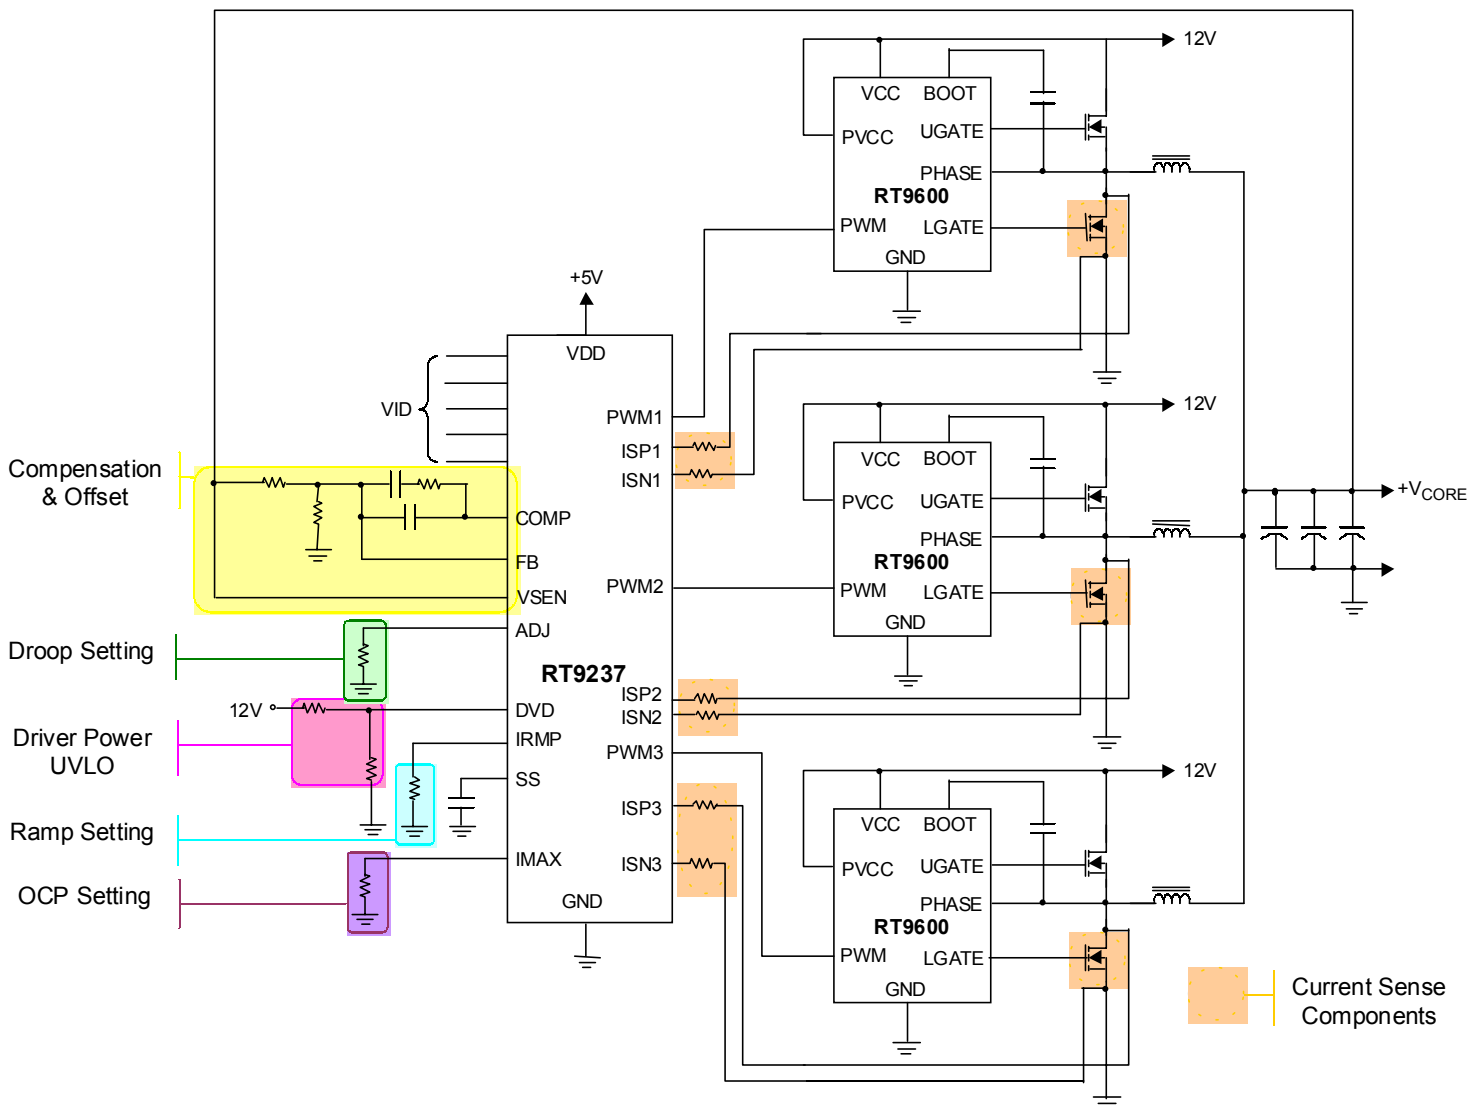 12V
VCC BOOT
PVCC
UGATE
PHASE
RT9600
PWM
LGATE
GND
+5V
VDD
VID
PWM1
ISP1
ISN1
Compensation
& Offset
COMP
FB
VSEN
PWM2
ADJ
Droop Setting
RT9237
ISP2
ISN2
12V
DVD
IRMP
PWM3
Driver Power
UVLO
SS
ISP3
Ramp Setting
IMAX
ISN3
OCP Setting
GND
12V
VCC BOOT
PVCC
UGATE
PHASE
RT9600
PWM
LGATE
GND
+VCORE
12V
VCC BOOT
PVCC
UGATE
PHASE
RT9600
PWM
LGATE
GND
Current Sense
Components